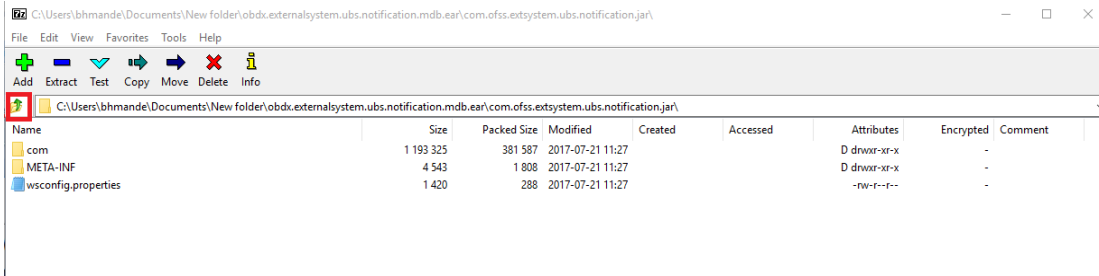 7z C:\Users\bhmande\Documents\New folder\obdx.externalsystem.ubs.notification.mdb.ear\com.ofss.extsystem.ubs.notification.jar\
File Edit View Favorites Tools Help
Add Extract Test Copy Move Delete Info
C:\Users\bhmande\Documents\New folder\obdx.externalsystem.ubs.notification.mdb.ear\com.ofss.extsystem.ubs.notification.jar\
Name Size Packed Size Modified Created Accessed Attributes Encrypted Comment
com 1 193 325 381 587 2017-07-21 11:27 D drwxr-xr-x -
META-INF 4 543 1 808 2017-07-21 11:27 D drwxr-xr-x -
wsconfig.properties 1 420 288 2017-07-21 11:27 -rw-r--r-- -